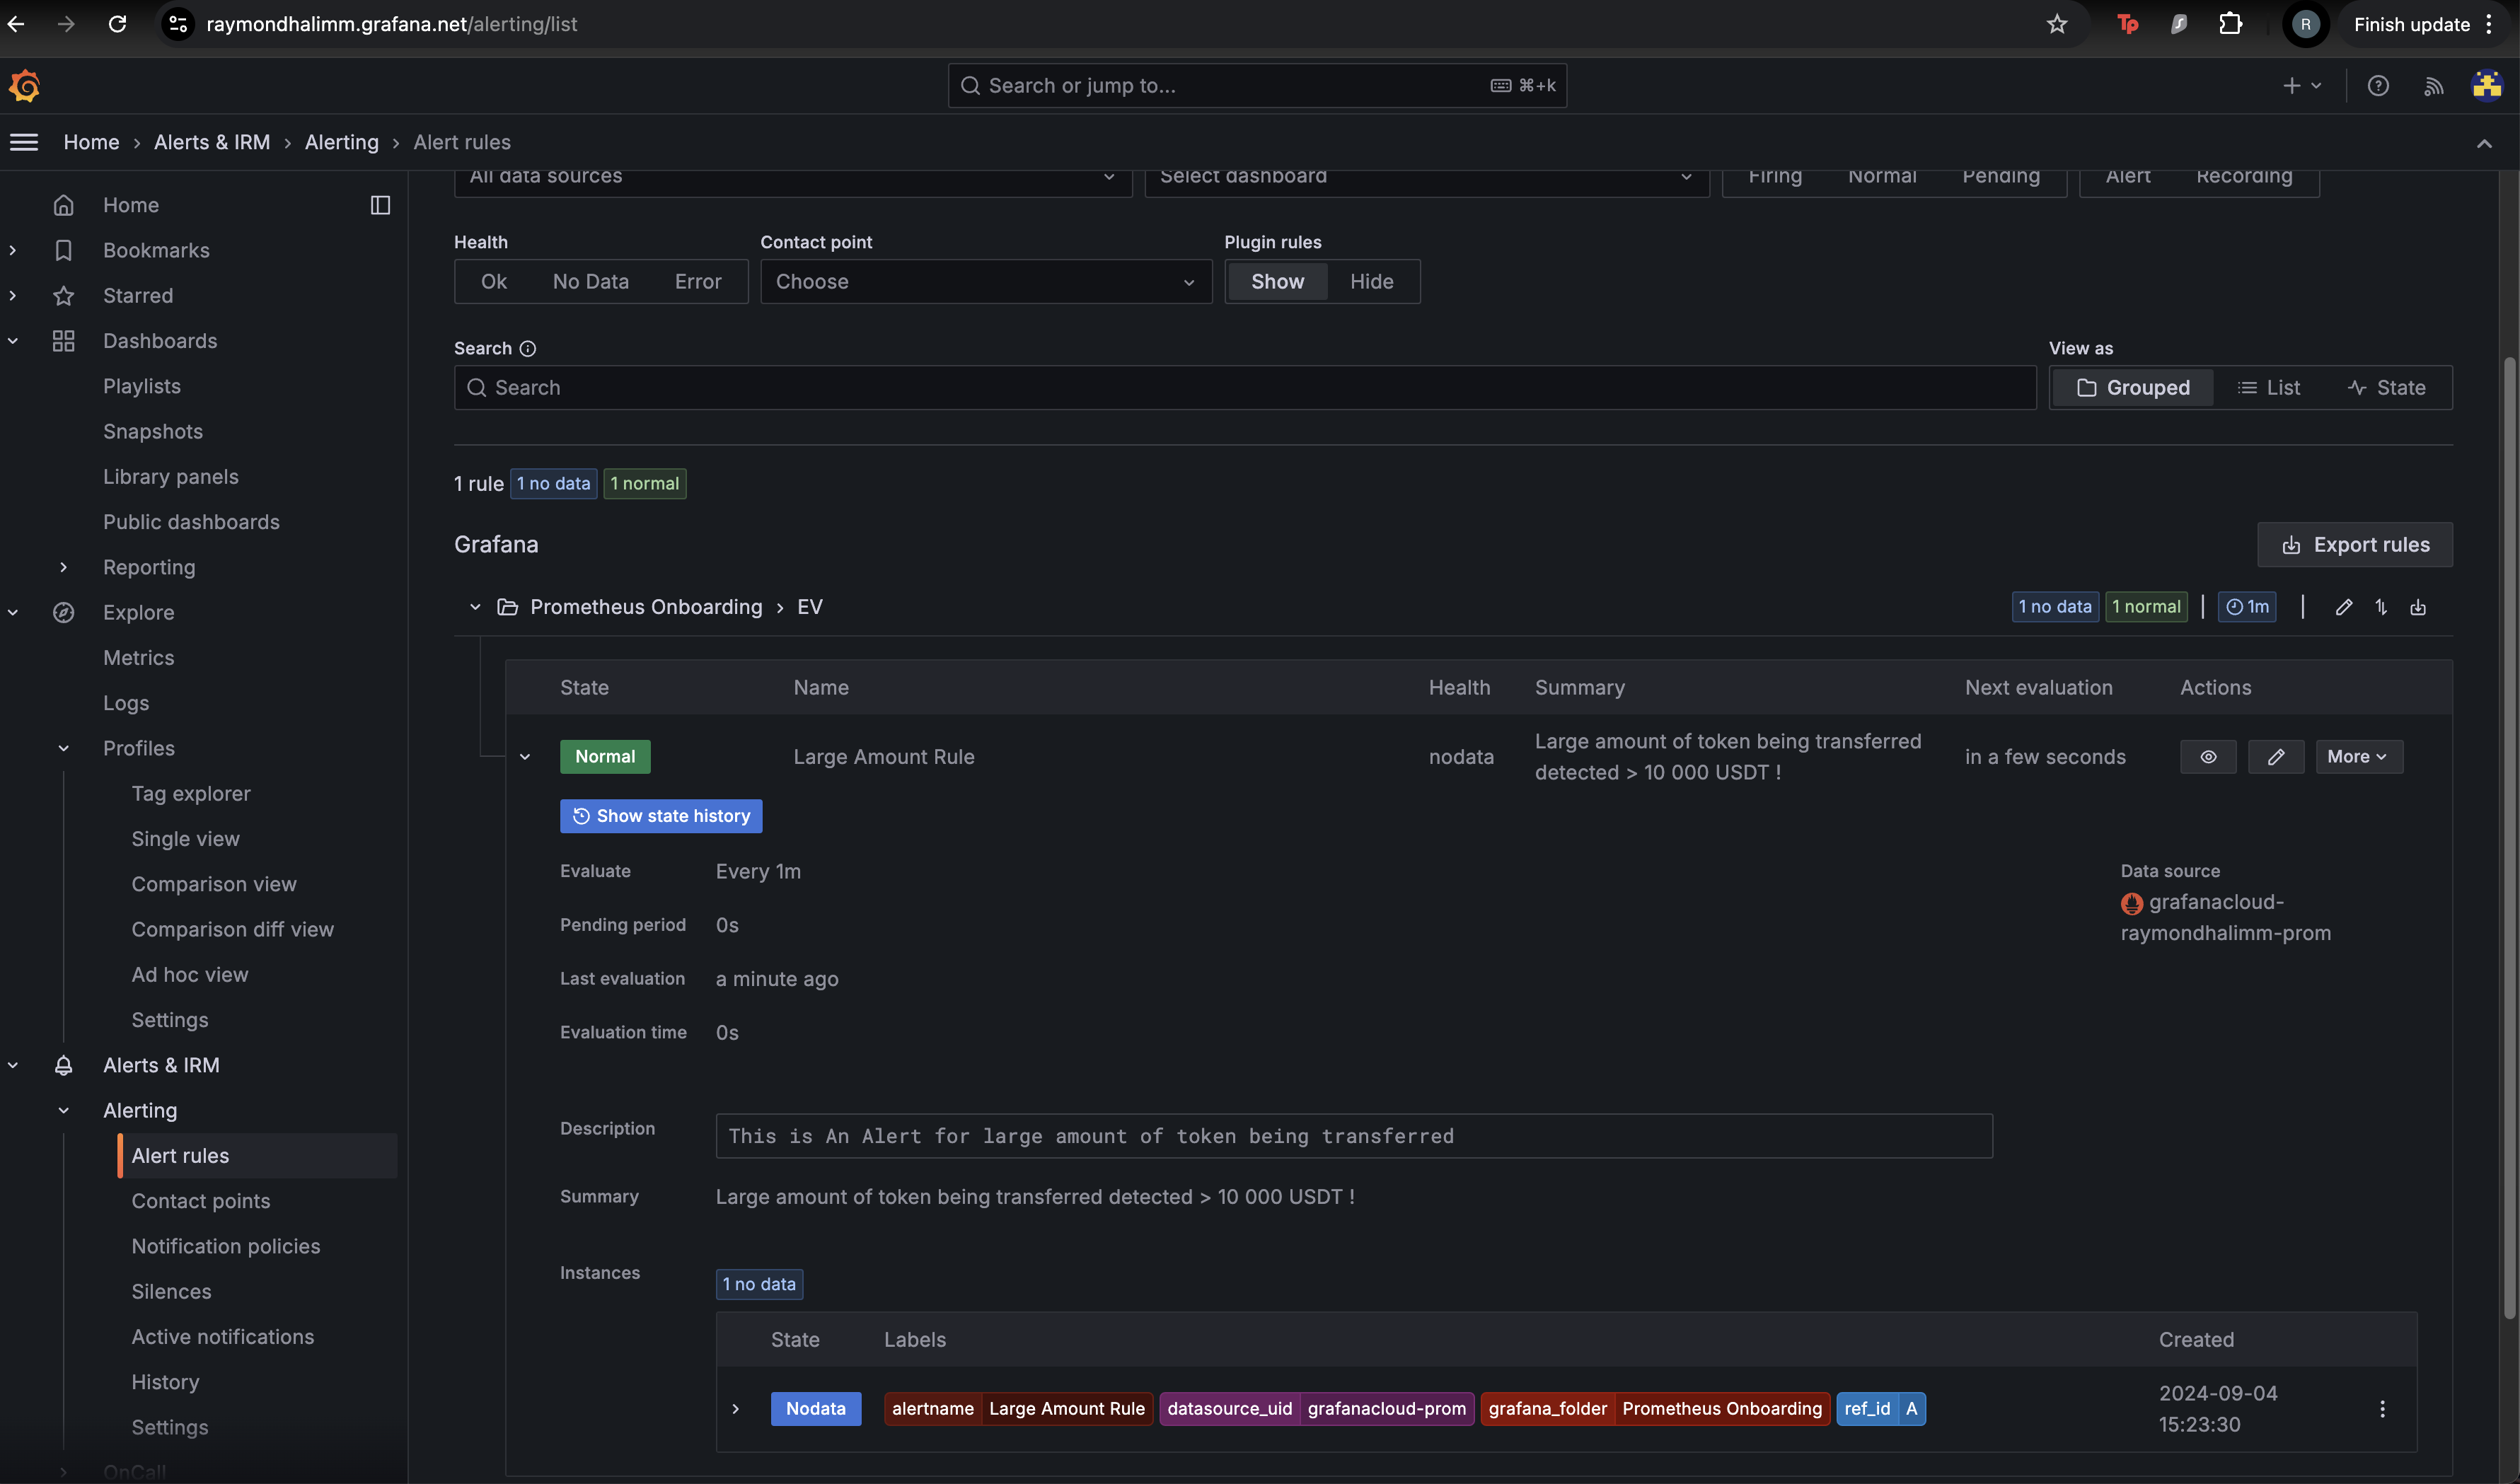 raymondhalimm.grafana.net/alerting/list
Tp
R
Finish update
Search or jump to...
⌘+k
Home > Alerts & IRM > Alerting > Alert rules
Home
Bookmarks
Starred
Dashboards
Playlists
Snapshots
Library panels
Public dashboards
Reporting
Explore
Metrics
Logs
Profiles
Tag explorer
Single view
Comparison view
Comparison diff view
Ad hoc view
Settings
Alerts & IRM
Alerting
Alert rules
Contact points
Notification policies
Silences
Active notifications
History
Settings
OnCall
All data sources
Select dashboard
Firing Normal Pending
Alert Recording
Health
Contact point
Plugin rules
Ok No Data Error
Choose
Show Hide
Search
View as
Search
Grouped List State
1 rule 1 no data 1 normal
Grafana
Export rules
Prometheus Onboarding > EV
1 no data 1 normal | 1m |
State Name Health Summary Next evaluation Actions
Normal Large Amount Rule nodata Large amount of token being transferred in a few seconds More
detected > 10 000 USDT !
Show state history
Evaluate Every 1m
Data source
grafanacloud-
raymondhalimm-prom
Pending period 0s
Last evaluation a minute ago
Evaluation time 0s
Description This is An Alert for large amount of token being transferred
Summary Large amount of token being transferred detected > 10 000 USDT !
Instances 1 no data
State Labels Created
Nodata alertname Large Amount Rule datasource_uid grafanacloud-prom grafana_folder Prometheus Onboarding ref_id A 2024-09-04
15:23:30